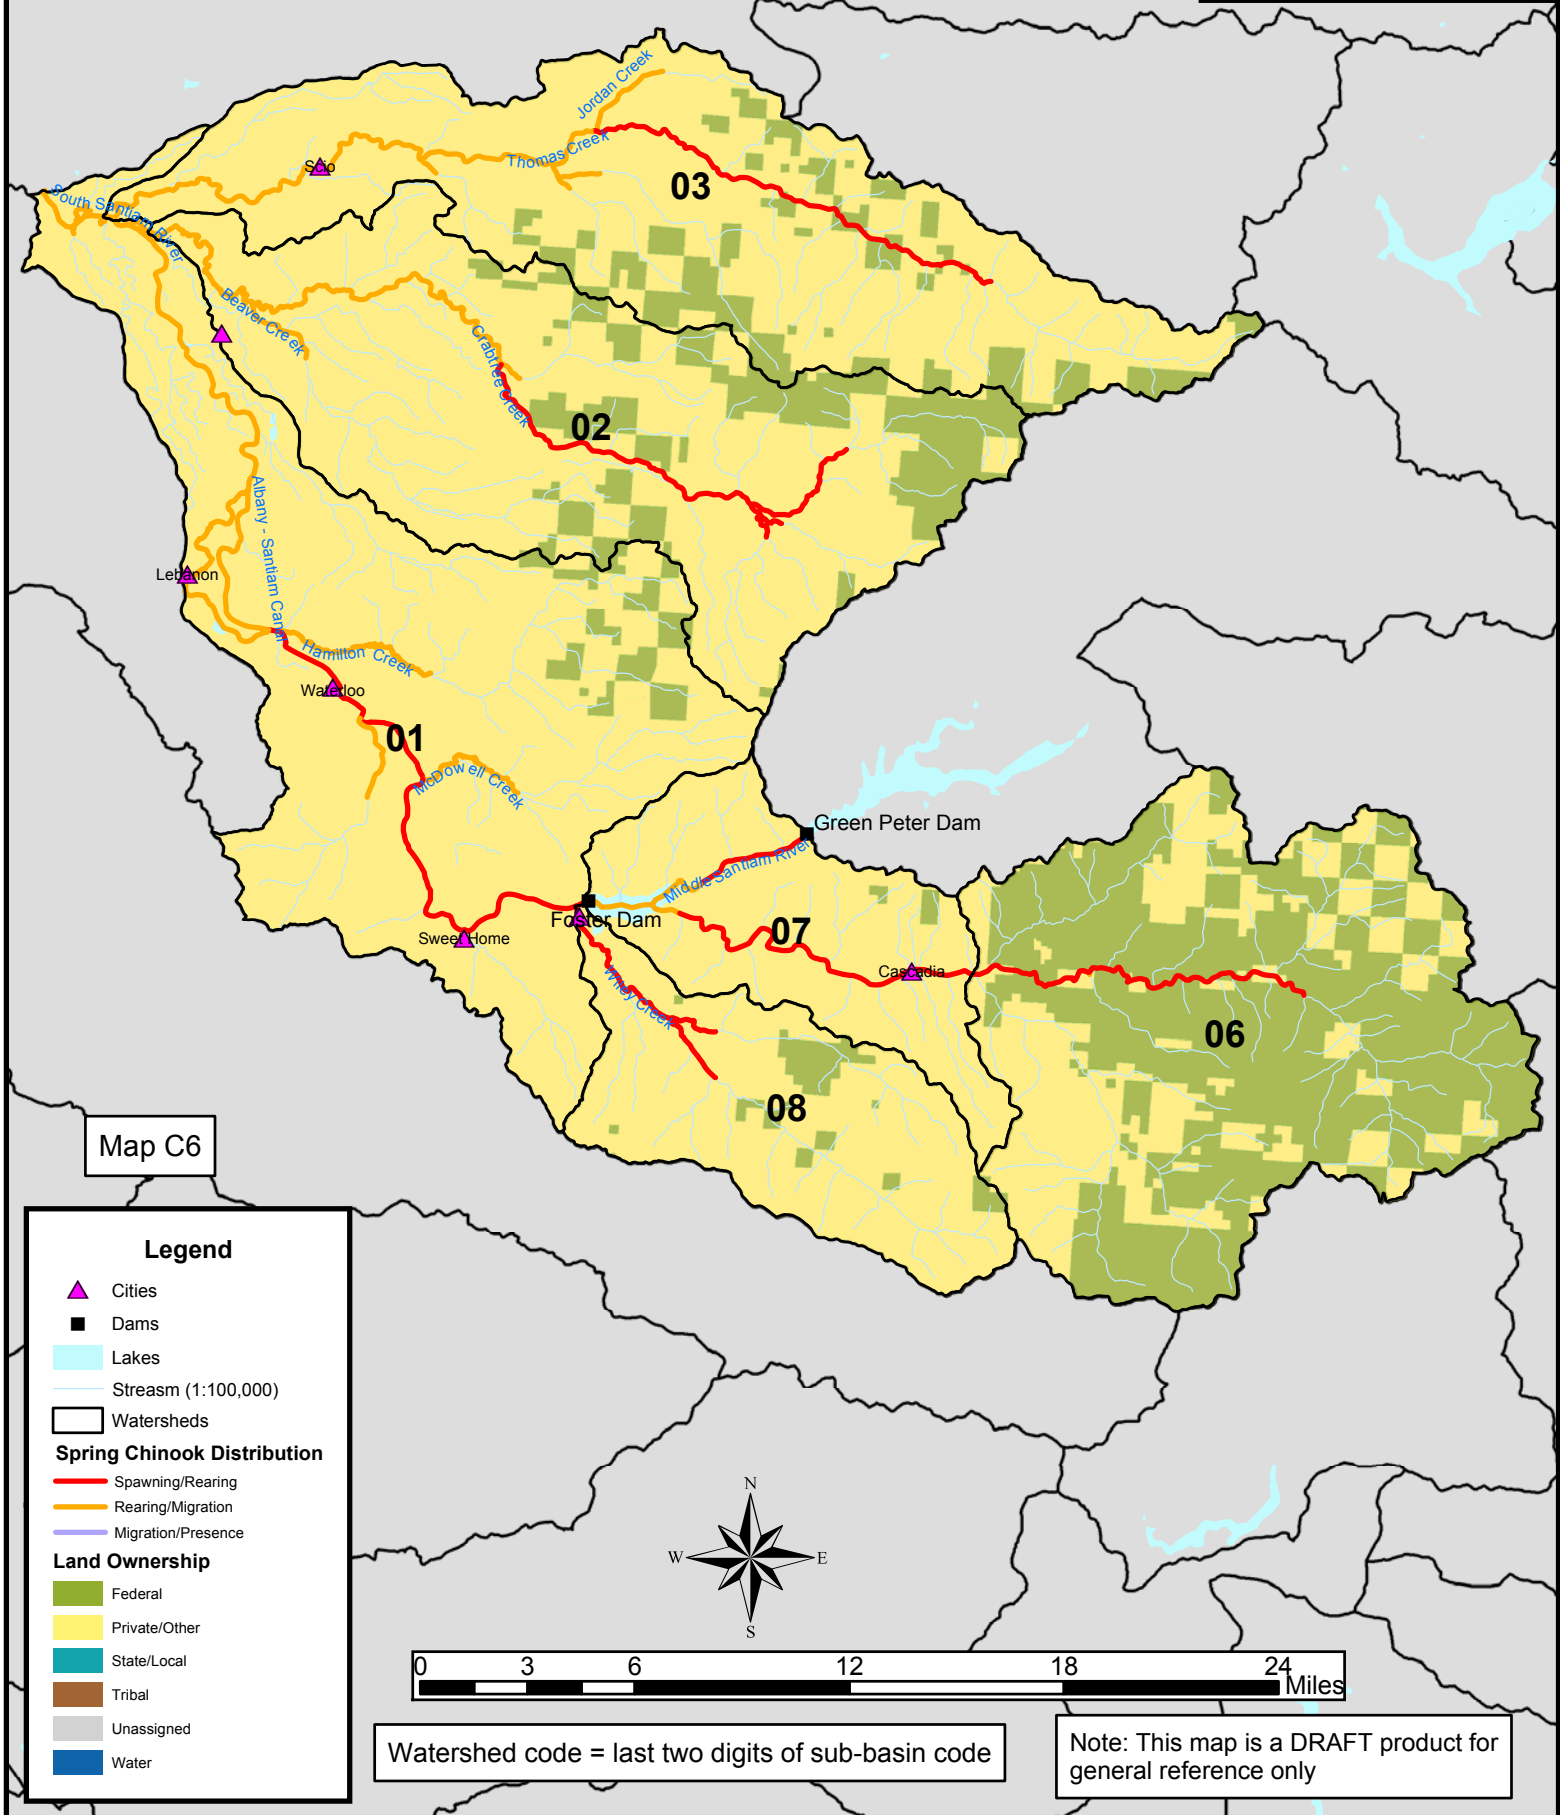 Jordan Creek
Thomas Creek
Scio
03
South Santiam River
Beaver Creek
Crabtree Creek
02
Albany - Santiam Canal
Lebanon
Hamilton Creek
Waterloo
01
McDowell Creek
Green Peter Dam
Middle Santiam River
Foster Dam
Sweet Home
07
Cascadia
Wiley Creek
06
08
Map C6
Legend
Cities
Dams
Lakes
Streasm (1:100,000)
Watersheds
Spring Chinook Distribution
Spawning/Rearing
Rearing/Migration
Migration/Presence
Land Ownership
Federal
Private/Other
State/Local
Tribal
Unassigned
Water
N
W E
S
0 3 6 12 18 24
Miles
Watershed code = last two digits of sub-basin code
Note: This map is a DRAFT product for
general reference only